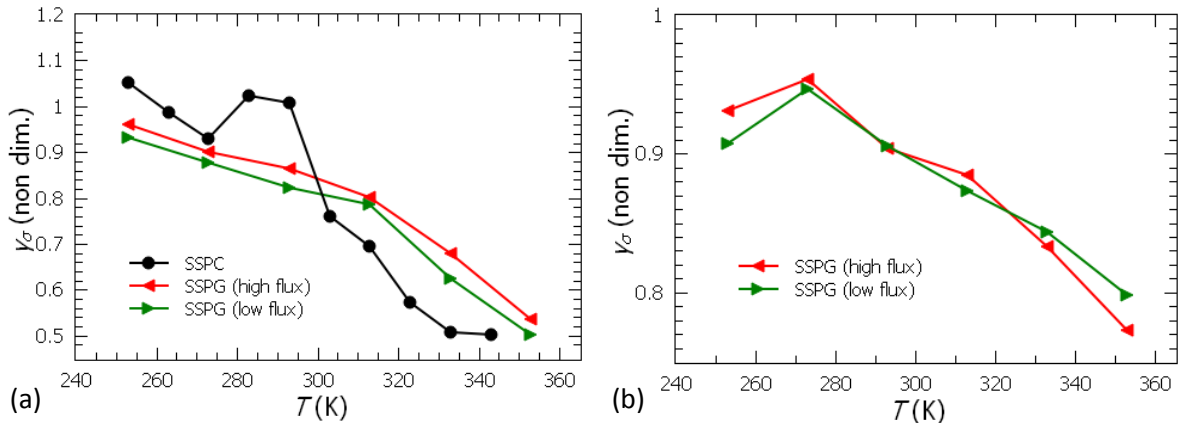 1.2
1.1
1
0.9
0.8
0.7
0.6
0.5
γσ (non dim.)
SSPC
SSPG (high flux)
SSPG (low flux)
240 260 280 300 320 340 360
T (K)
(a)
1
0.9
0.8
γσ (non dim.)
SSPG (high flux)
SSPG (low flux)
240 260 280 300 320 340 360
T (K)
(b)